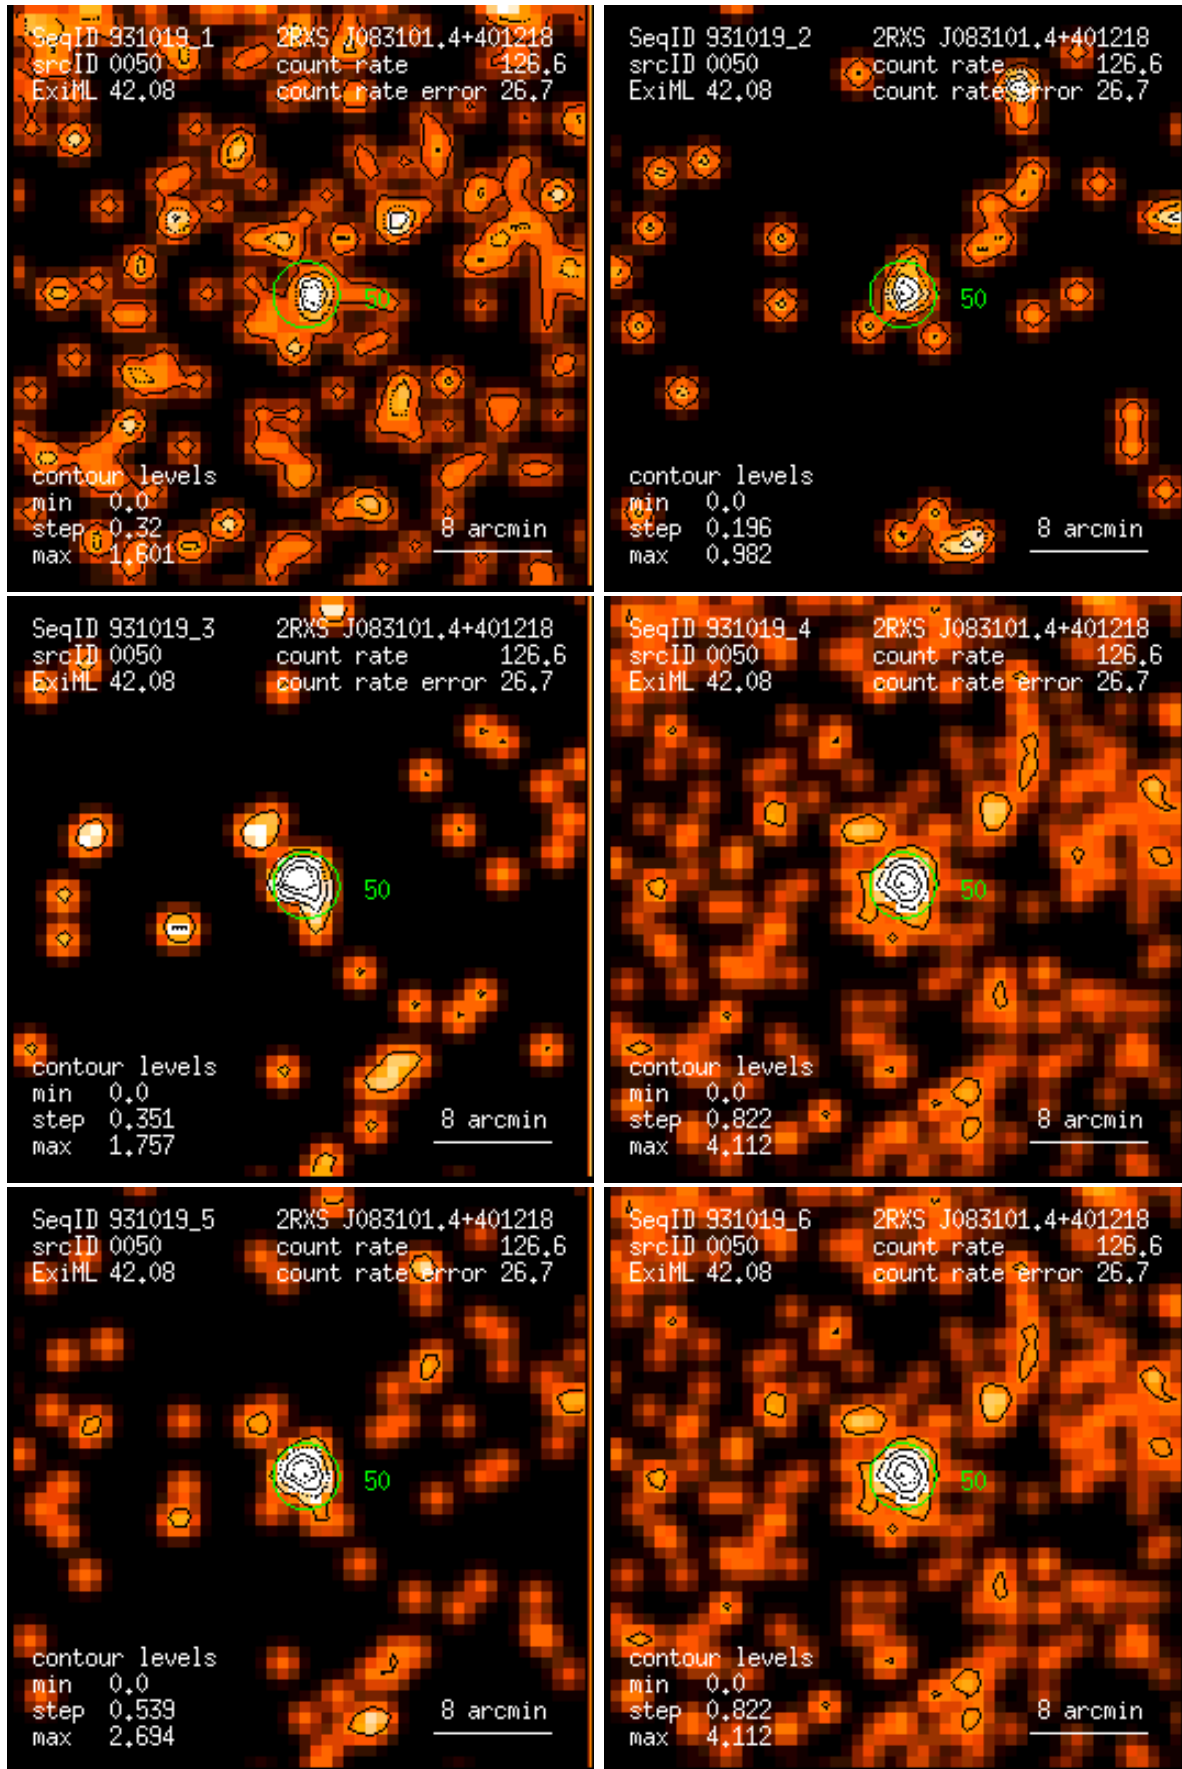 SeqID 931019_1 2RXS J083101.4+401218
srcID 0050 count rate 126.6
ExiML 42.08 count rate error 26.7
50
contour levels
min 0.0
step 0.32
max 1.601
8 arcmin
SeqID 931019_2 2RXS J083101.4+401218
srcID 0050 count rate 126.6
ExiML 42.08 count rate error 26.7
50
contour levels
min 0.0
step 0.196
max 0.982
8 arcmin
SeqID 931019_3 2RXS J083101.4+401218
srcID 0050 count rate 126.6
ExiML 42.08 count rate error 26.7
50
contour levels
min 0.0
step 0.351
max 1.757
8 arcmin
SeqID 931019_4 2RXS J083101.4+401218
srcID 0050 count rate 126.6
ExiML 42.08 count rate error 26.7
50
contour levels
min 0.0
step 0.822
max 4.112
8 arcmin
SeqID 931019_5 2RXS J083101.4+401218
srcID 0050 count rate 126.6
ExiML 42.08 count rate error 26.7
50
contour levels
min 0.0
step 0.539
max 2.694
8 arcmin
SeqID 931019_6 2RXS J083101.4+401218
srcID 0050 count rate 126.6
ExiML 42.08 count rate error 26.7
50
contour levels
min 0.0
step 0.822
max 4.112
8 arcmin